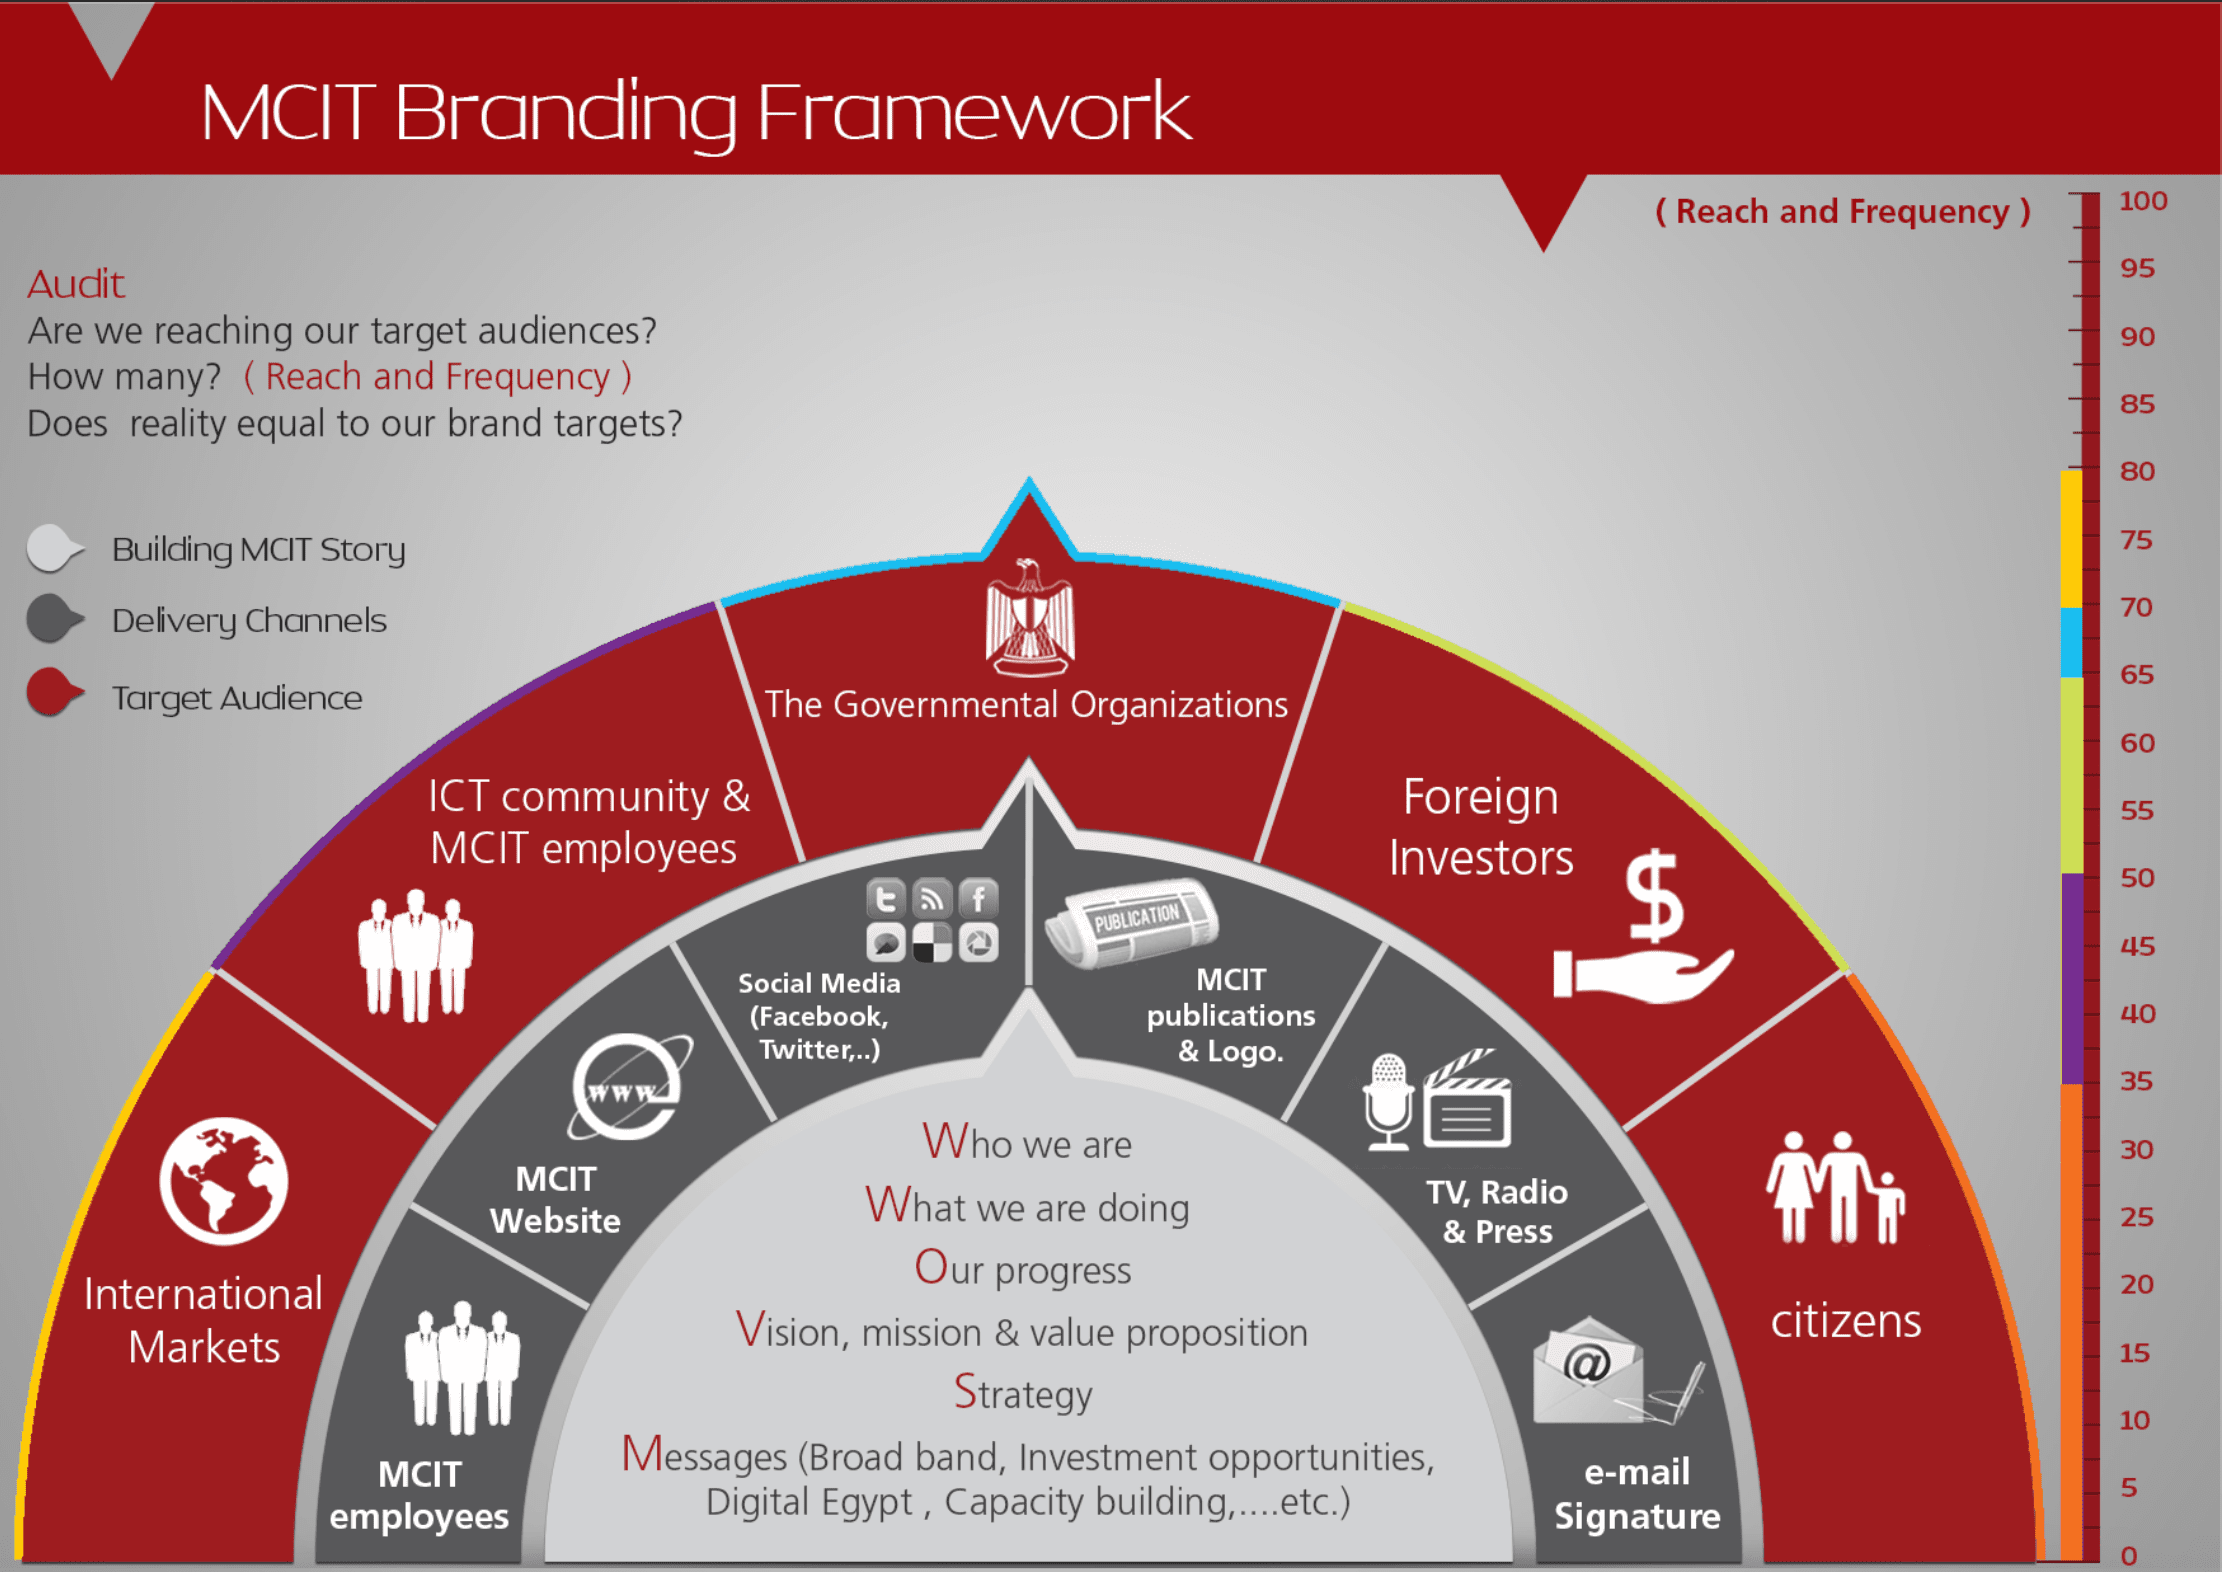 MCIT Branding Framework
( Reach and Frequency )
Audit
Are we reaching our target audiences?
How many? ( Reach and Frequency )
Does reality equal to our brand targets?
Building MCIT Story
Delivery Channels
Target Audience
International
Markets
ICT community &
MCIT employees
The Governmental Organizations
Foreign
Investors
$
citizens
MCIT
employees
www
MCIT
Website
t
f
Social Media
(Facebook,
Twitter,..)
PUBLICATION
MCIT
publications
& Logo.
TV, Radio
& Press
@
e-mail
Signature
Who we are
What we are doing
Our progress
Vision, mission & value proposition
Strategy
Messages (Broad band, Investment opportunities,
Digital Egypt , Capacity building,....etc.)
100
95
90
85
80
75
70
65
60
55
50
45
40
35
30
25
20
15
10
5
0